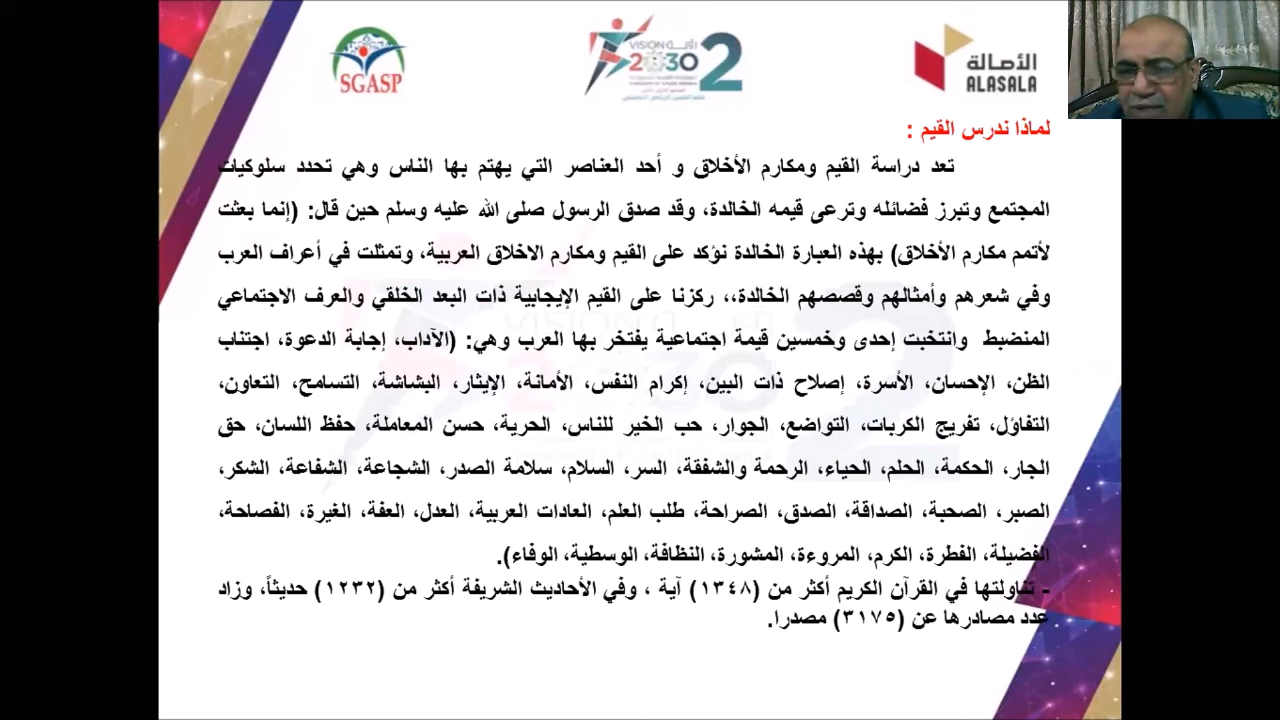 SGASP
VISION رؤيــة
2030 2
الأصالة
ALASALA
لماذا ندرس القيم :
تعد دراسة القيم ومكارم الأخلاق و أحد العناصر التي يهتم بها الناس وهي تحدد سلوكيات
المجتمع وتبرز فضائله وترعى قيمه الخالدة، وقد صدق الرسول صلى الله عليه وسلم حين قال: (إنما بعثت
لأتمم مكارم الأخلاق) بهذه العبارة الخالدة نؤكد على القيم ومكارم الاخلاق العربية، وتمثلت في أعراف العرب
وفي شعرهم وأمثالهم وقصصهم الخالدة،، ركزنا على القيم الإيجابية ذات البعد الخلقي والعرف الاجتماعي
المنضبط وانتخبت إحدى وخمسين قيمة اجتماعية يفتخر بها العرب وهي: (الآداب، إجابة الدعوة، اجتناب
الظن، الإحسان، الأسرة، إصلاح ذات البين، إكرام النفس، الأمانة، الإيثار، البشاشة، التسامح، التعاون،
التفاؤل، تفريج الكربات، التواضع، الجوار، حب الخير للناس، الحرية، حسن المعاملة، حفظ اللسان، حق
الجار، الحكمة، الحلم، الحياء، الرحمة والشفقة، السر، السلام، سلامة الصدر، الشجاعة، الشفاعة، الشكر،
الصبر، الصحبة، الصداقة، الصدق، الصراحة، طلب العلم، العادات العربية، العدل، العفة، الغيرة، الفصاحة،
الفضيلة، الفطرة، الكرم، المروءة، المشورة، النظافة، الوسطية، الوفاء).
- تناولتها في القرآن الكريم أكثر من (١٣٤٨) آية ، وفي الأحاديث الشريفة أكثر من (١٢٣٢) حديثاً، وزاد
عدد مصادرها عن (٣١٧٥) مصدرا.